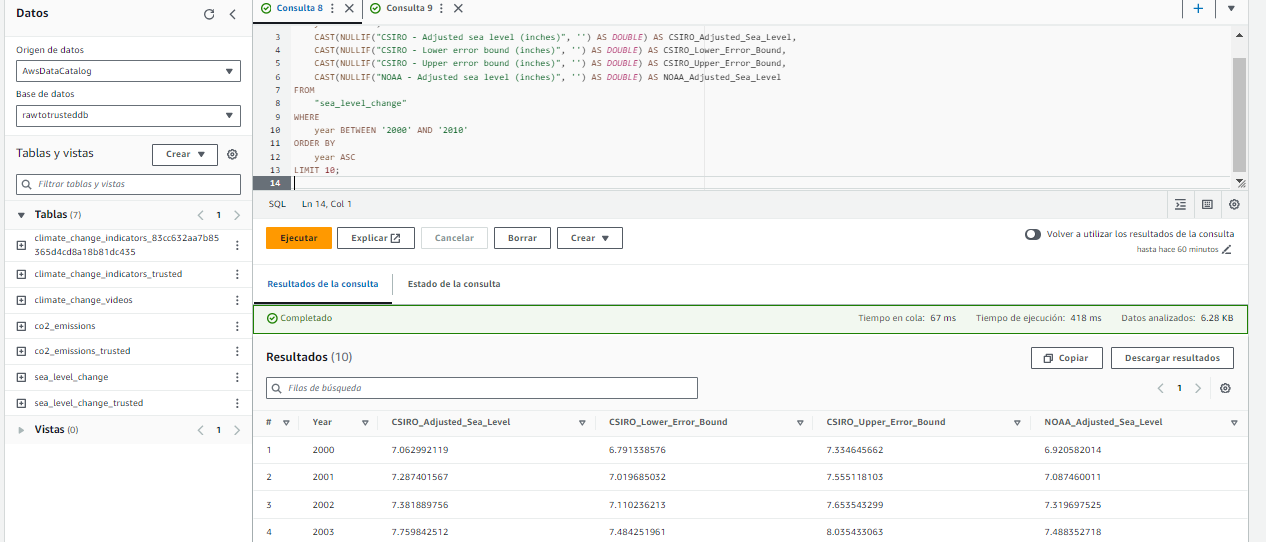 Datos
Origen de datos
AwsDataCatalog
Base de datos
rawtotrusteddb
Tablas y vistas
Crear
Filtrar tablas y vistas
Tablas (7)
1
climate_change_indicators_83cc632aa7b85
365d4cd8a18b81dc435
climate_change_indicators_trusted
climate_change_videos
co2_emissions
co2_emissions_trusted
sea_level_change
sea_level_change_trusted
Vistas (0)
1
Consulta 8
Consulta 9
3 CAST(NULLIF("CSIRO - Adjusted sea level (inches)", '') AS DOUBLE) AS CSIRO_Adjusted_Sea_Level,
4 CAST(NULLIF("CSIRO - Lower error bound (inches)", '') AS DOUBLE) AS CSIRO_Lower_Error_Bound,
5 CAST(NULLIF("CSIRO - Upper error bound (inches)", '') AS DOUBLE) AS CSIRO_Upper_Error_Bound,
6 CAST(NULLIF("NOAA - Adjusted sea level (inches)", '') AS DOUBLE) AS NOAA_Adjusted_Sea_Level
7 FROM
8 "sea_level_change"
9 WHERE
10 year BETWEEN '2000' AND '2010'
11 ORDER BY
12 year ASC
13 LIMIT 10;
14
SQL Ln 14, Col 1
Ejecutar Explicar Cancelar Borrar Crear
Volver a utilizar los resultados de la consulta
hasta hace 60 minutos
Resultados de la consulta Estado de la consulta
Completado Tiempo en cola: 67 ms Tiempo de ejecución: 418 ms Datos analizados: 6.28 KB
Resultados (10) Copiar Descargar resultados
Filas de búsqueda
1
# Year CSIRO_Adjusted_Sea_Level CSIRO_Lower_Error_Bound CSIRO_Upper_Error_Bound NOAA_Adjusted_Sea_Level
1 2000 7.062992119 6.791338576 7.334645662 6.920582014
2 2001 7.287401567 7.019685032 7.555118103 7.087460011
3 2002 7.381889756 7.110236213 7.653543299 7.319697525
4 2003 7.759842512 7.484251961 8.035433063 7.488352718